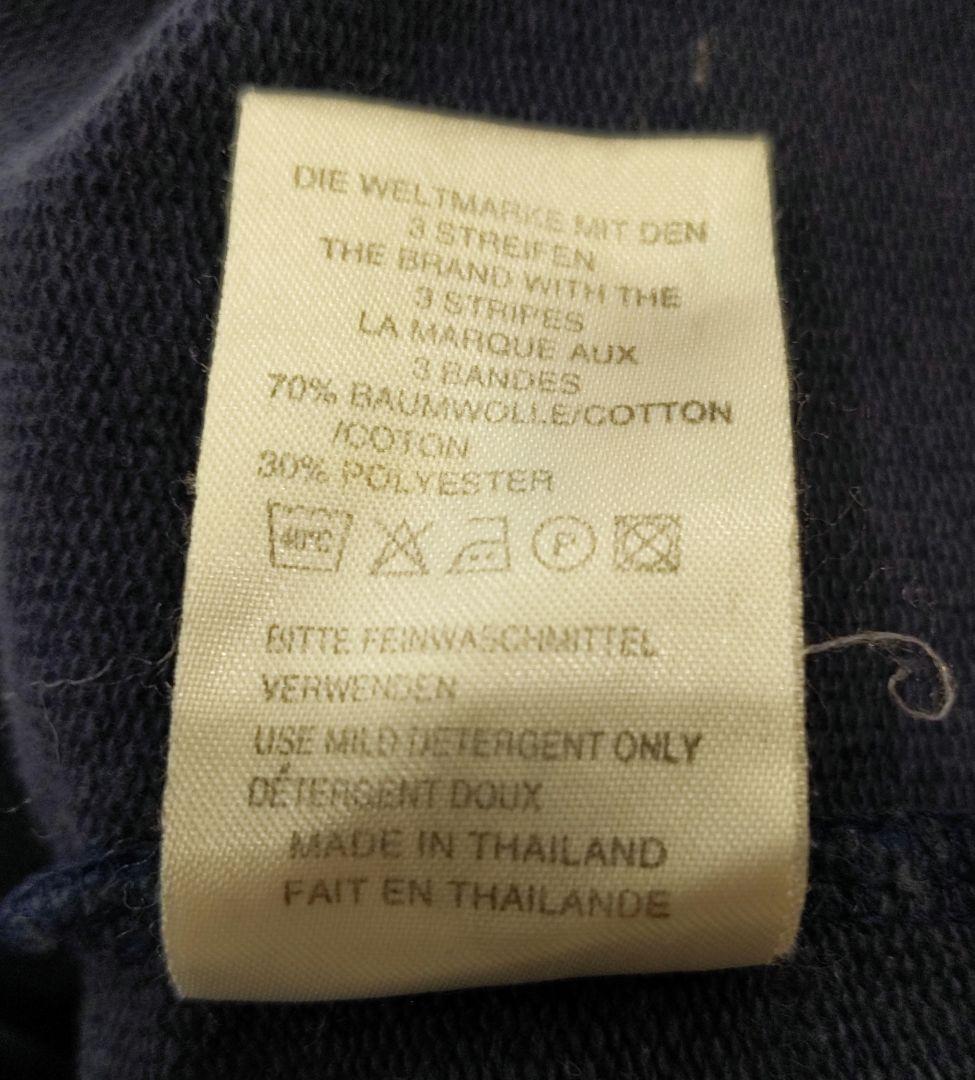 DIE WELTMARKE MIT DEN
3 STREIFEN
THE BRAND WITH THE
3 STRIPES
LA MARQUE AUX
3 BANDES
70% BAUMWOLLE/COTTON
/COTON
30% POLYESTER
40°C P
BITTE FEINWASCHMITTEL
VERWENDEN
USE MILD DETERGENT ONLY
DÉTERGENT DOUX
MADE IN THAILAND
FAIT EN THAILANDE